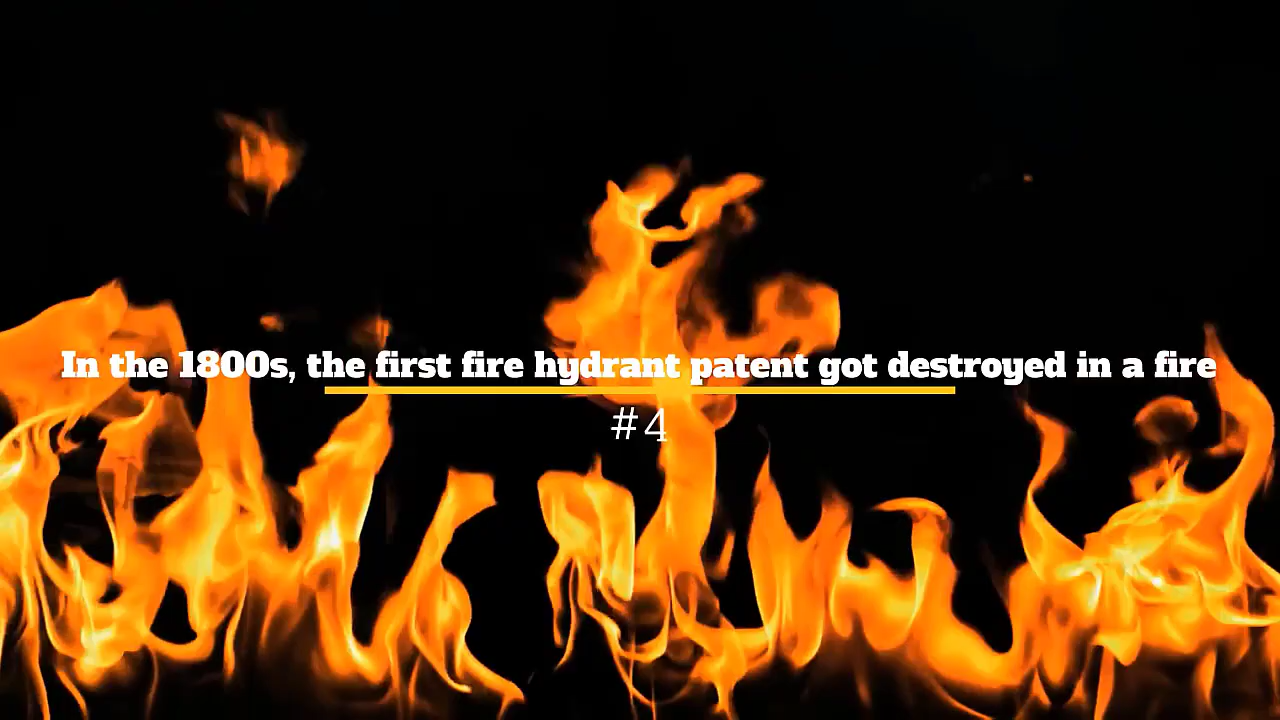 In the 1800s, the first fire hydrant patent got destroyed in a fire
#4